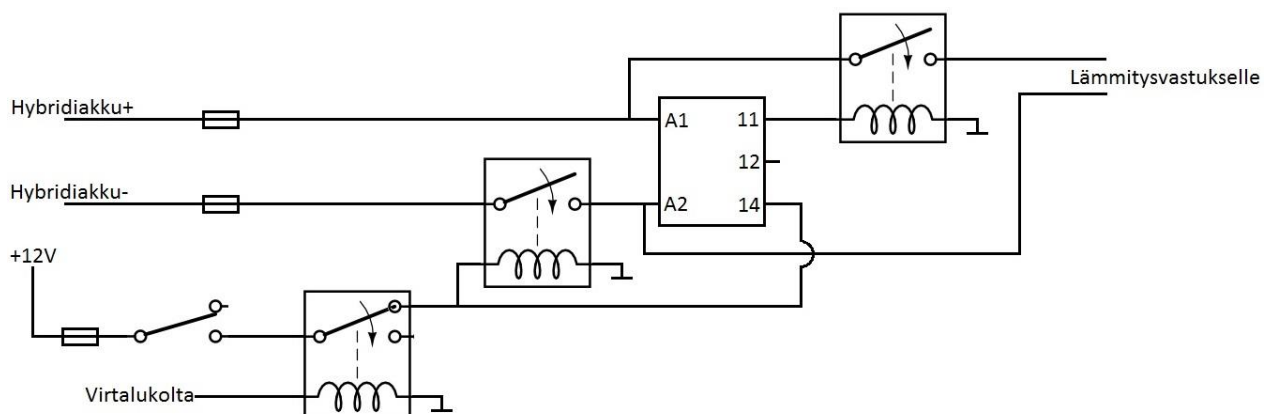 Lämmitysvastukselle
Hybridiakku+
A1 11
12
Hybridiakku-
A2 14
+12V
Virtalukolta